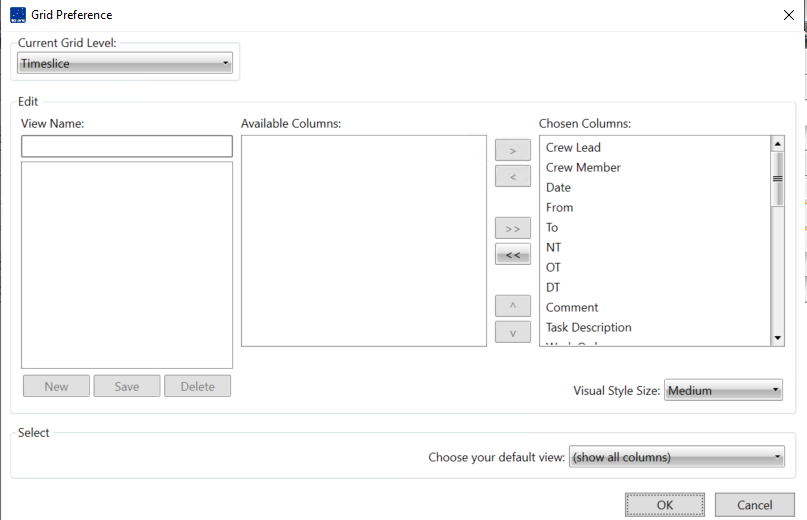 Grid Preference
Current Grid Level:
Timeslice
Edit
View Name:
Available Columns:
Chosen Columns:
>
<
>>
<<
^
v
Crew Lead
Crew Member
Date
From
To
NT
OT
DT
Comment
Task Description
New
Save
Delete
Visual Style Size:
Medium
Select
Choose your default view:
(show all columns)
OK
Cancel